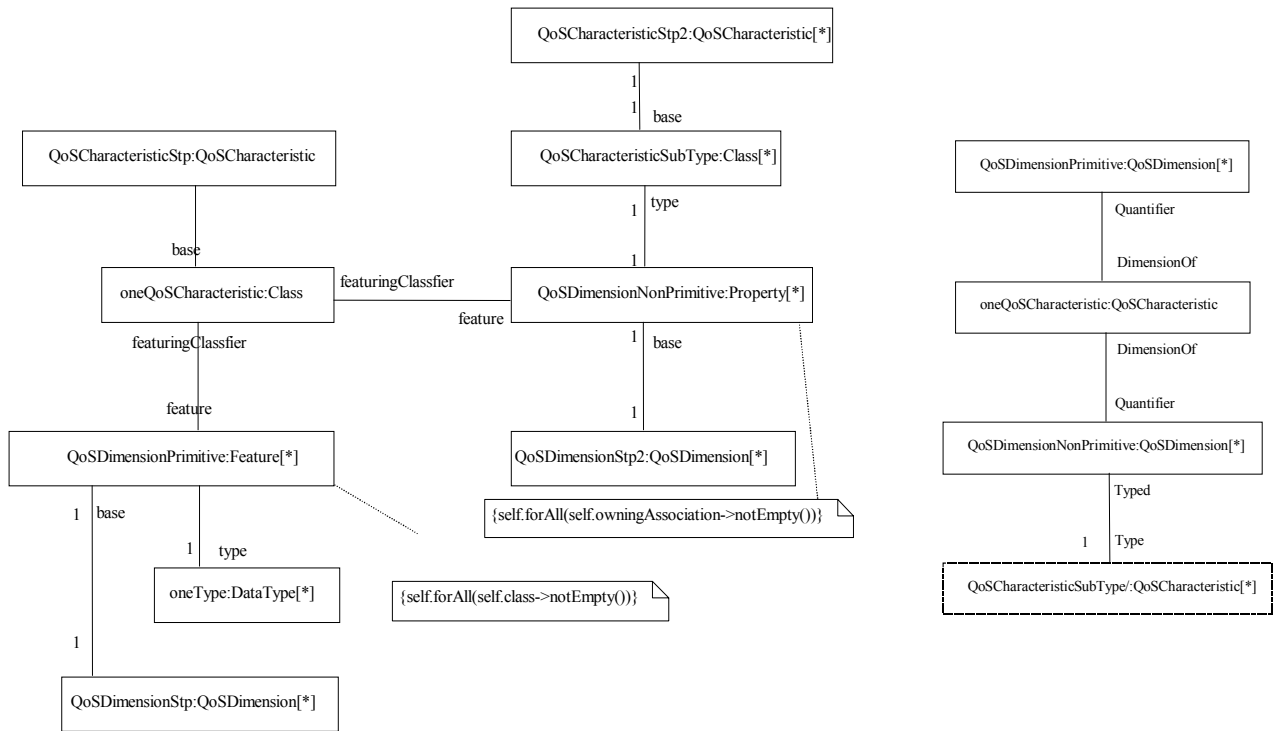 QoSCharacteristicStp2:QoSCharacteristic[*]
1
1
base
QoSCharacteristicStp:QoSCharacteristic
QoSCharacteristicSubType:Class[*]
type
1
1
base
oneQoSCharacteristic:Class
featuringClassfier
feature
QoSDimensionNonPrimitive:Property[*]
featuringClassfier
1
base
1
feature
QoSDimensionPrimitive:Feature[*]
QoSDimensionStp2:QoSDimension[*]
{self.forAll(self.owningAssociation->notEmpty())}
1
base
1
type
oneType:DataType[*]
{self.forAll(self.class->notEmpty())}
1
QoSDimensionStp:QoSDimension[*]
QoSDimensionPrimitive:QoSDimension[*]
Quantifier
DimensionOf
oneQoSCharacteristic:QoSCharacteristic
DimensionOf
Quantifier
QoSDimensionNonPrimitive:QoSDimension[*]
Typed
1
Type
QoSCharacteristicSubType/:QoSCharacteristic[*]